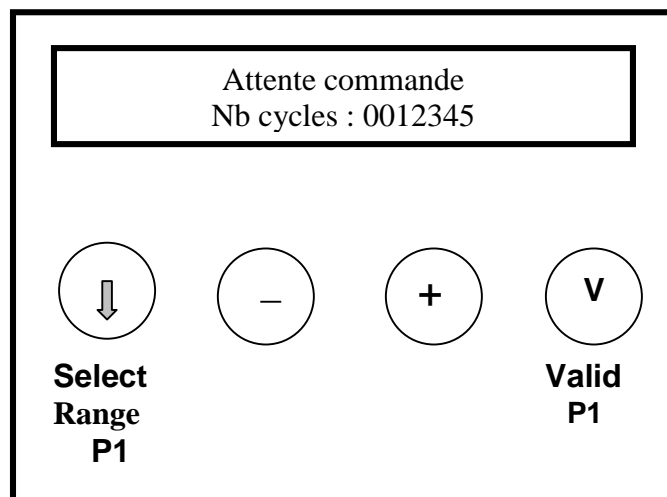 Attente commande
Nb cycles : 0012345
– + V
Select Valid
Range P1
P1